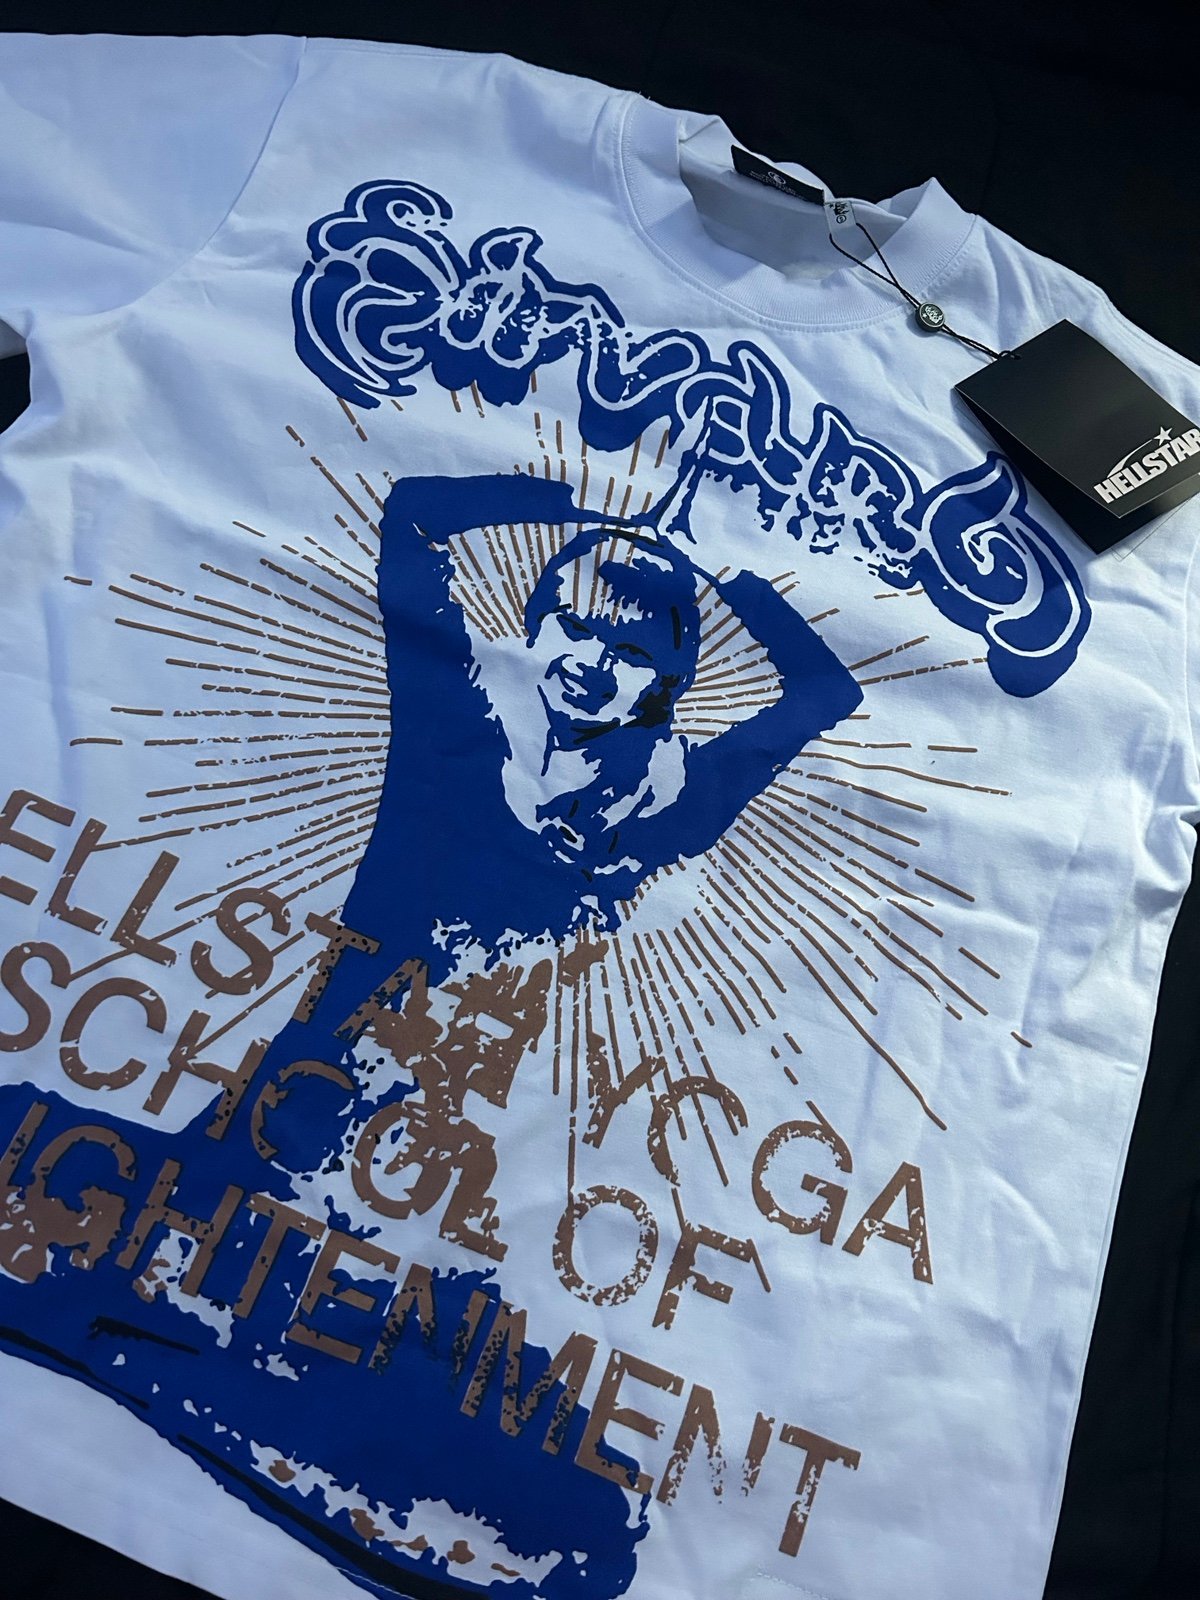 HELLSTAR
ELLSTAR YOGA
SCHOOL OF
IGHTENMENT